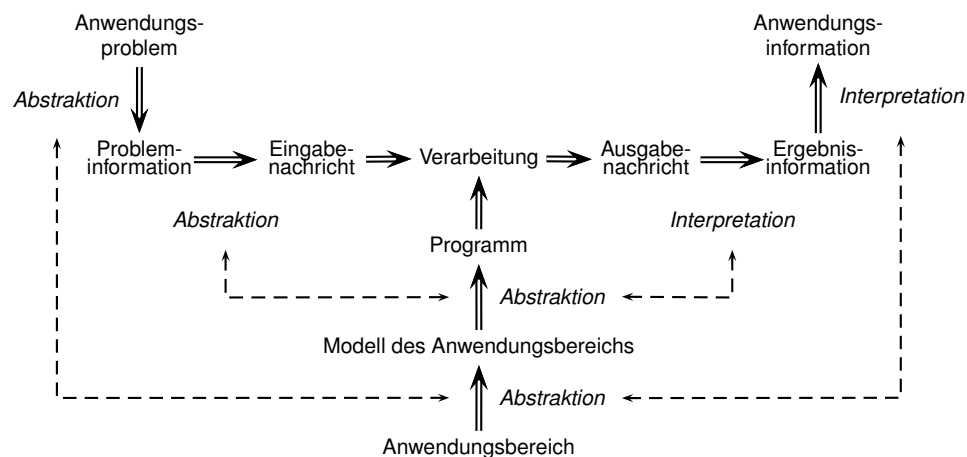 Anwendungs-
problem
Anwendungs-
information
Abstraktion
Interpretation
Problem-
information
Eingabe-
nachricht
Verarbeitung
Ausgabe-
nachricht
Ergebnis-
information
Abstraktion
Interpretation
Programm
Abstraktion
Modell des Anwendungsbereichs
Abstraktion
Anwendungsbereich